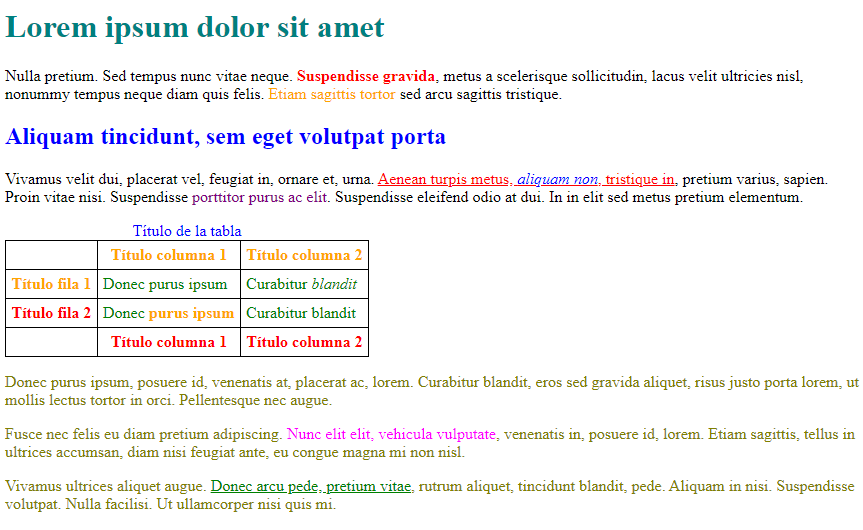 Lorem ipsum dolor sit amet
Nulla pretium. Sed tempus nunc vitae neque. Suspendisse gravida, metus a scelerisque sollicitudin, lacus velit ultricies nisl,
nonummy tempus neque diam quis felis. Etiam sagittis tortor sed arcu sagittis tristique.
Aliquam tincidunt, sem eget volutpat porta
Vivamus velit dui, placerat vel, feugiat in, ornare et, urna. Aenean turpis metus, aliquam non, tristique in, pretium varius, sapien.
Proin vitae nisi. Suspendisse porttitor purus ac elit. Suspendisse eleifend odio at dui. In in elit sed metus pretium elementum.
Título de la tabla
Título columna 1 Título columna 2
Título fila 1 Donec purus ipsum Curabitur blandit
Título fila 2 Donec purus ipsum Curabitur blandit
Título columna 1 Título columna 2
Donec purus ipsum, posuere id, venenatis at, placerat ac, lorem. Curabitur blandit, eros sed gravida aliquet, risus justo porta lorem, ut
mollis lectus tortor in orci. Pellentesque nec augue.
Fusce nec felis eu diam pretium adipiscing. Nunc elit elit, vehicula vulputate, venenatis in, posuere id, lorem. Etiam sagittis, tellus in
ultrices accumsan, diam nisi feugiat ante, eu congue magna mi non nisl.
Vivamus ultrices aliquet augue. Donec arcu pede, pretium vitae, rutrum aliquet, tincidunt blandit, pede. Aliquam in nisi. Suspendisse
volutpat. Nulla facilisi. Ut ullamcorper nisi quis mi.